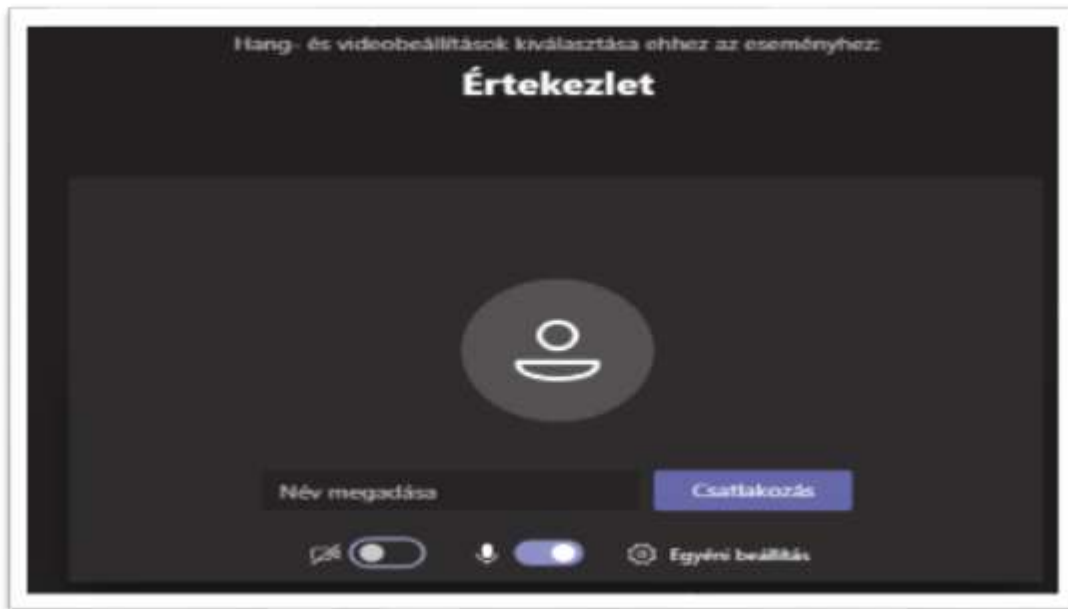 Hang- és videobeállítások kiválasztása ehhez az eseményhez:
Értekezlet
Név megadása
Csatlakozás
Egyéni beállítás